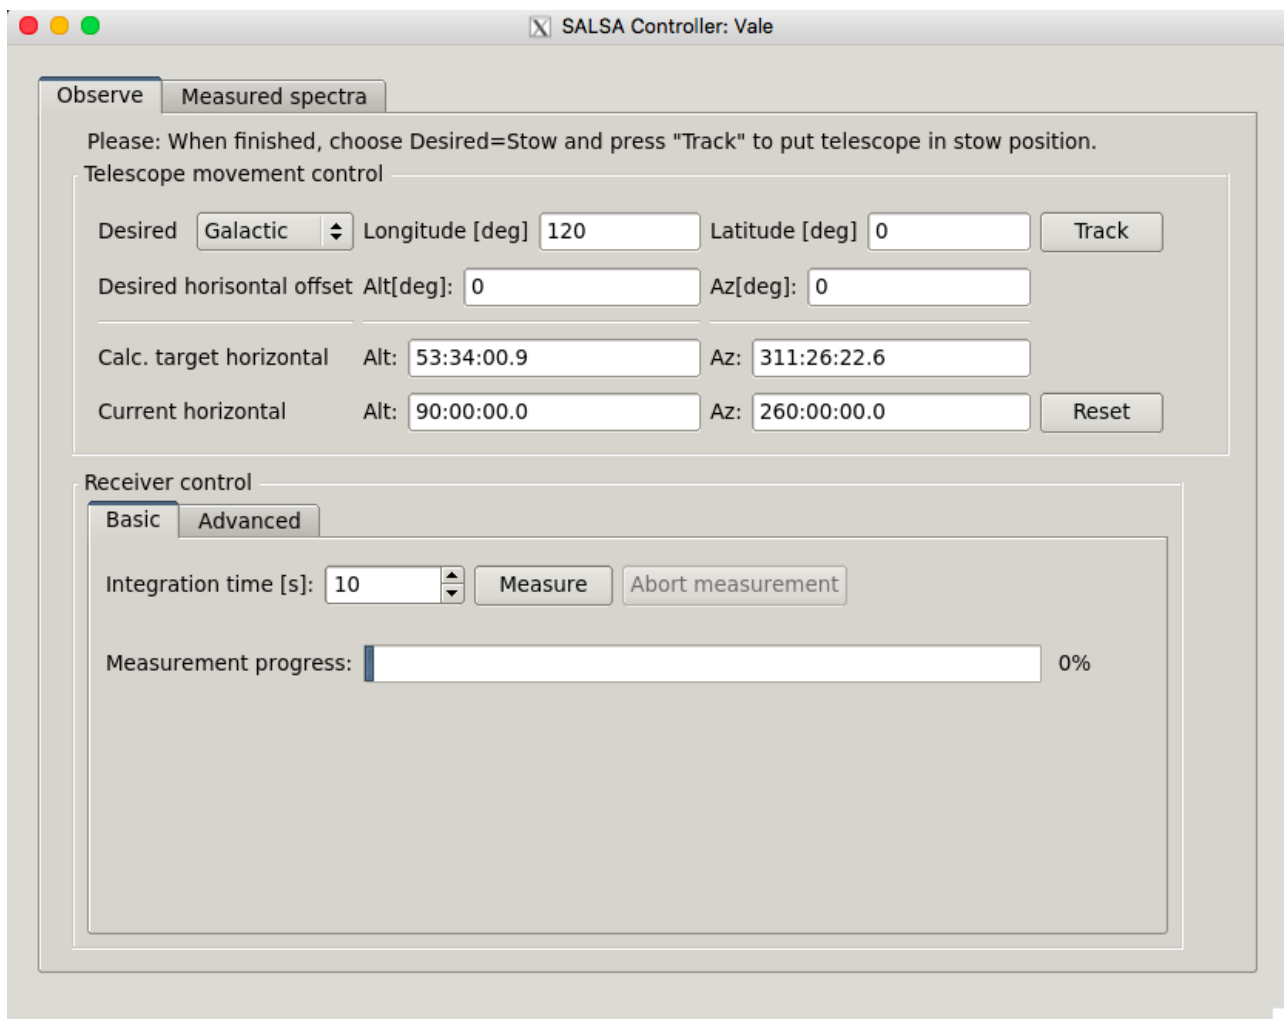 SALSA Controller: Vale
Observe Measured spectra
Please: When finished, choose Desired=Stow and press "Track" to put telescope in stow position.
Telescope movement control
Desired Galactic Longitude [deg] 120 Latitude [deg] 0 Track
Desired horisontal offset Alt[deg]: 0 Az[deg]: 0
Calc. target horizontal Alt: 53:34:00.9 Az: 311:26:22.6
Current horizontal Alt: 90:00:00.0 Az: 260:00:00.0 Reset
Receiver control
Basic Advanced
Integration time [s]: 10 Measure Abort measurement
Measurement progress: 0%